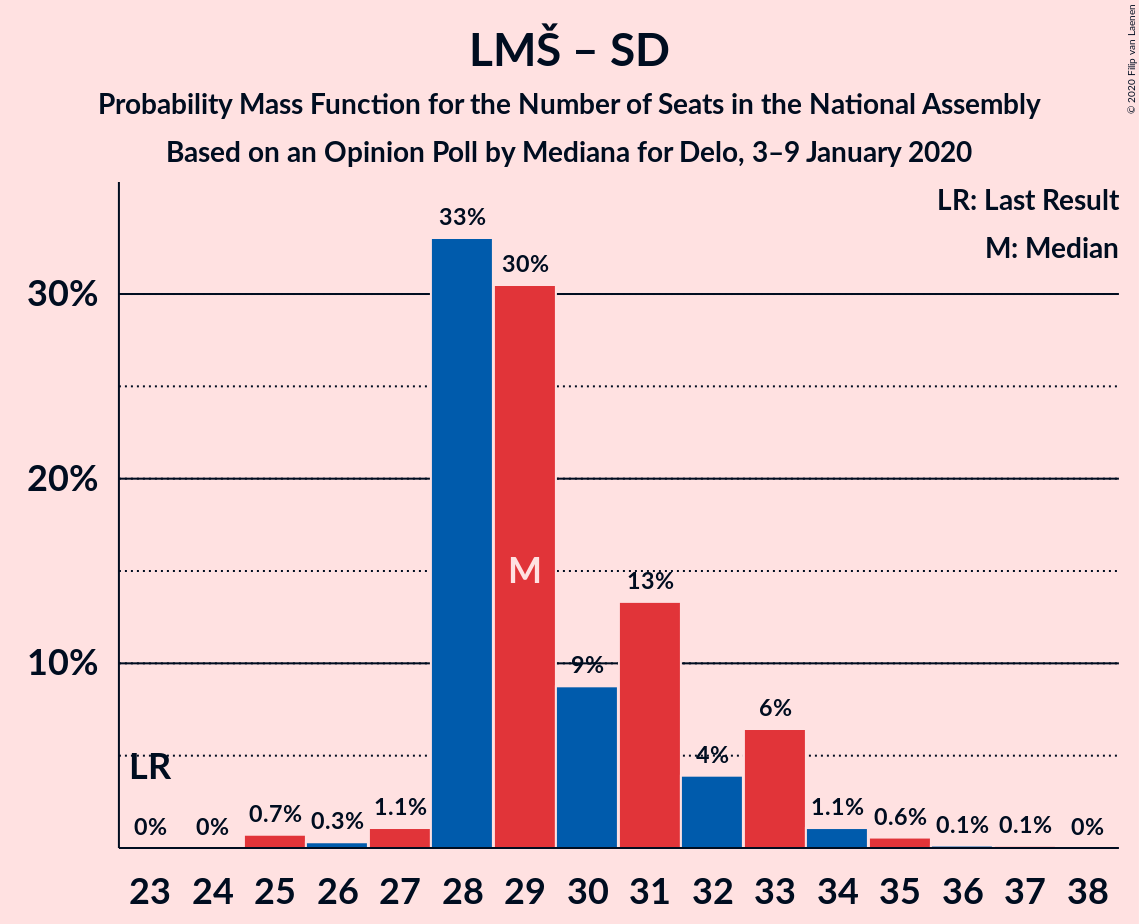 LMŠ – SD
Probability Mass Function for the Number of Seats in the National Assembly
Based on an Opinion Poll by Mediana for Delo, 3–9 January 2020
© 2020 Filip van Laenen
LR: Last Result
M: Median
30%
20%
10%
33%
30%
M
13%
9%
6%
4%
LR
0% 0% 0.7% 0.3% 1.1% 1.1% 0.6% 0.1% 0.1% 0%
23 24 25 26 27 28 29 30 31 32 33 34 35 36 37 38